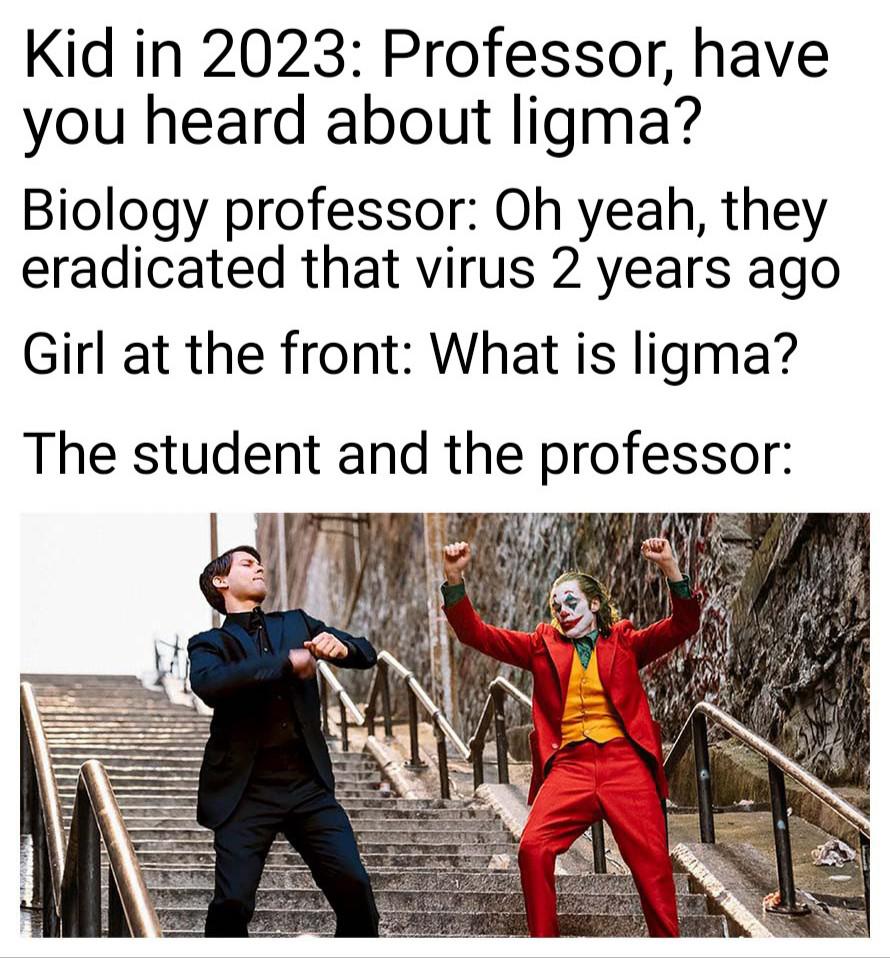 Kid in 2023: Professor, have
you heard about ligma?
Biology professor: Oh yeah, they
eradicated that virus 2 years ago
Girl at the front: What is ligma?
The student and the professor: